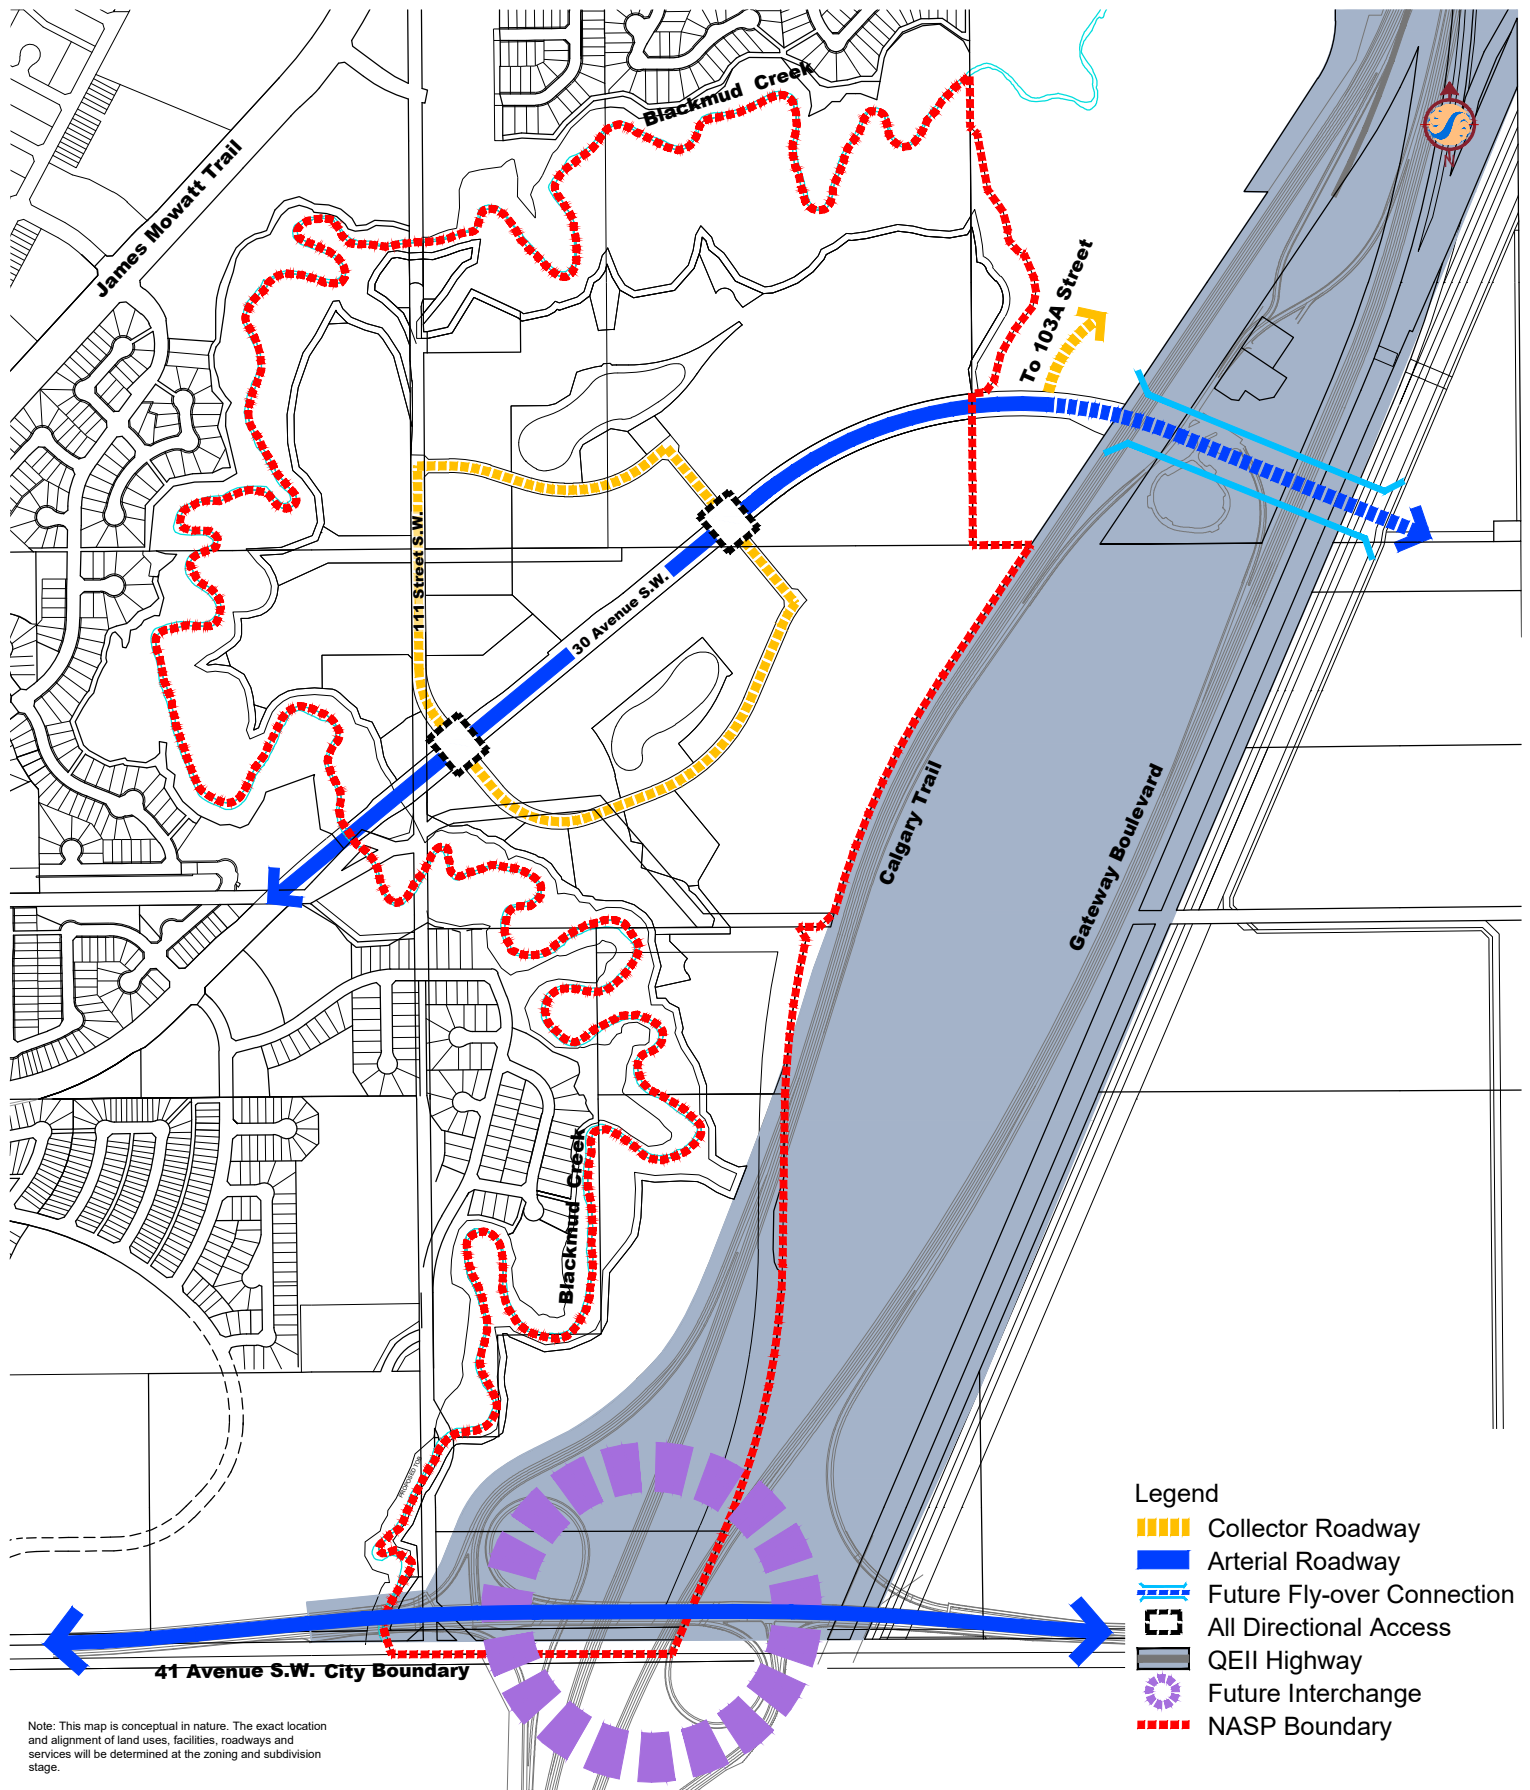 Blackmud Creek
James Mowatt Trail
N
To 103A Street
111 Street S.W.
30 Avenue S.W.
Calgary Trail
Gateway Boulevard
Blackmud Creek
PROPOSED TOB
41 Avenue S.W. City Boundary
Legend
Collector Roadway
Arterial Roadway
Future Fly-over Connection
All Directional Access
QEII Highway
Future Interchange
NASP Boundary
Note: This map is conceptual in nature. The exact location
and alignment of land uses, facilities, roadways and
services will be determined at the zoning and subdivision
stage.